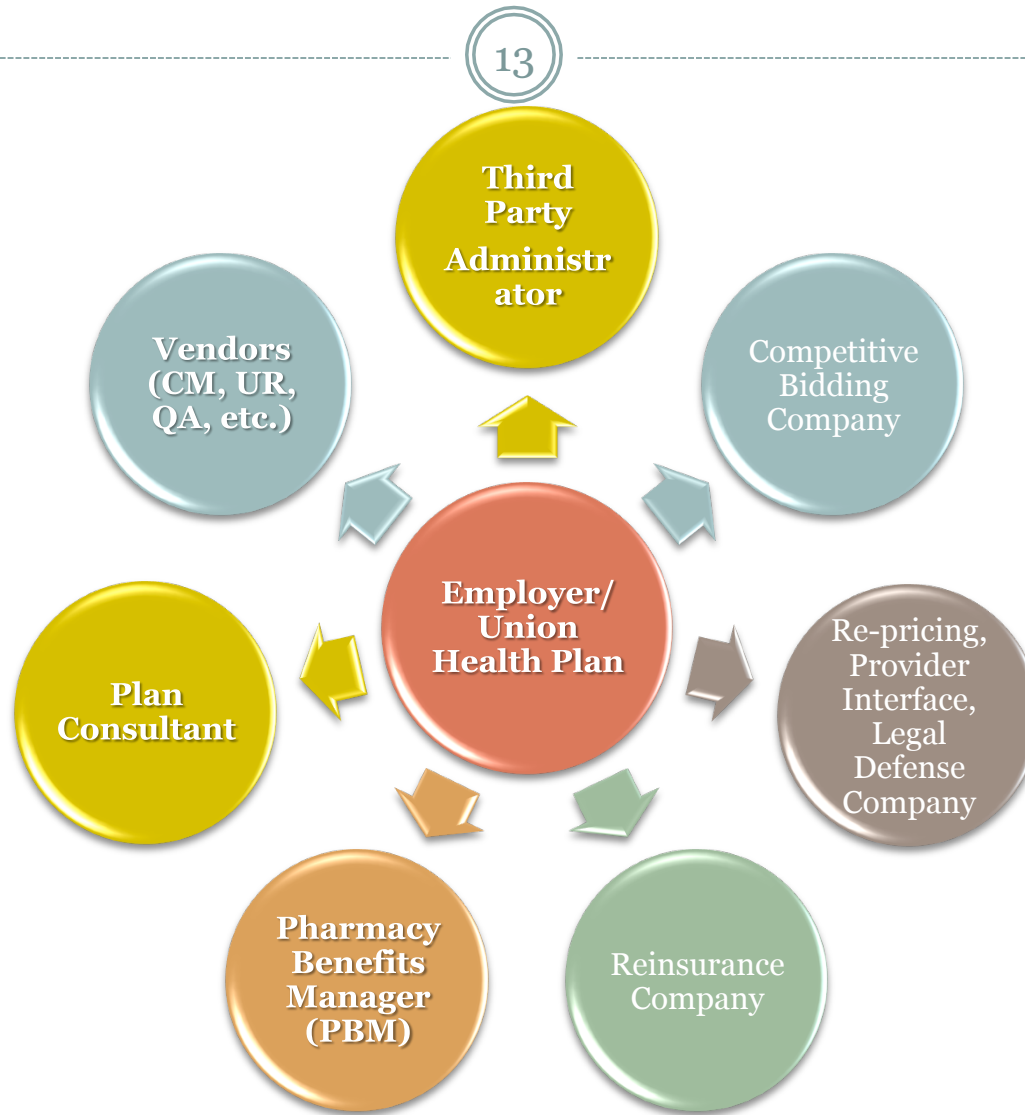 13
Third
Party
Administr
ator
Vendors
(CM, UR,
QA, etc.)
Competitive
Bidding
Company
Employer/
Union
Health Plan
Re-pricing,
Provider
Interface,
Legal
Defense
Company
Plan
Consultant
Pharmacy
Benefits
Manager
(PBM)
Reinsurance
Company